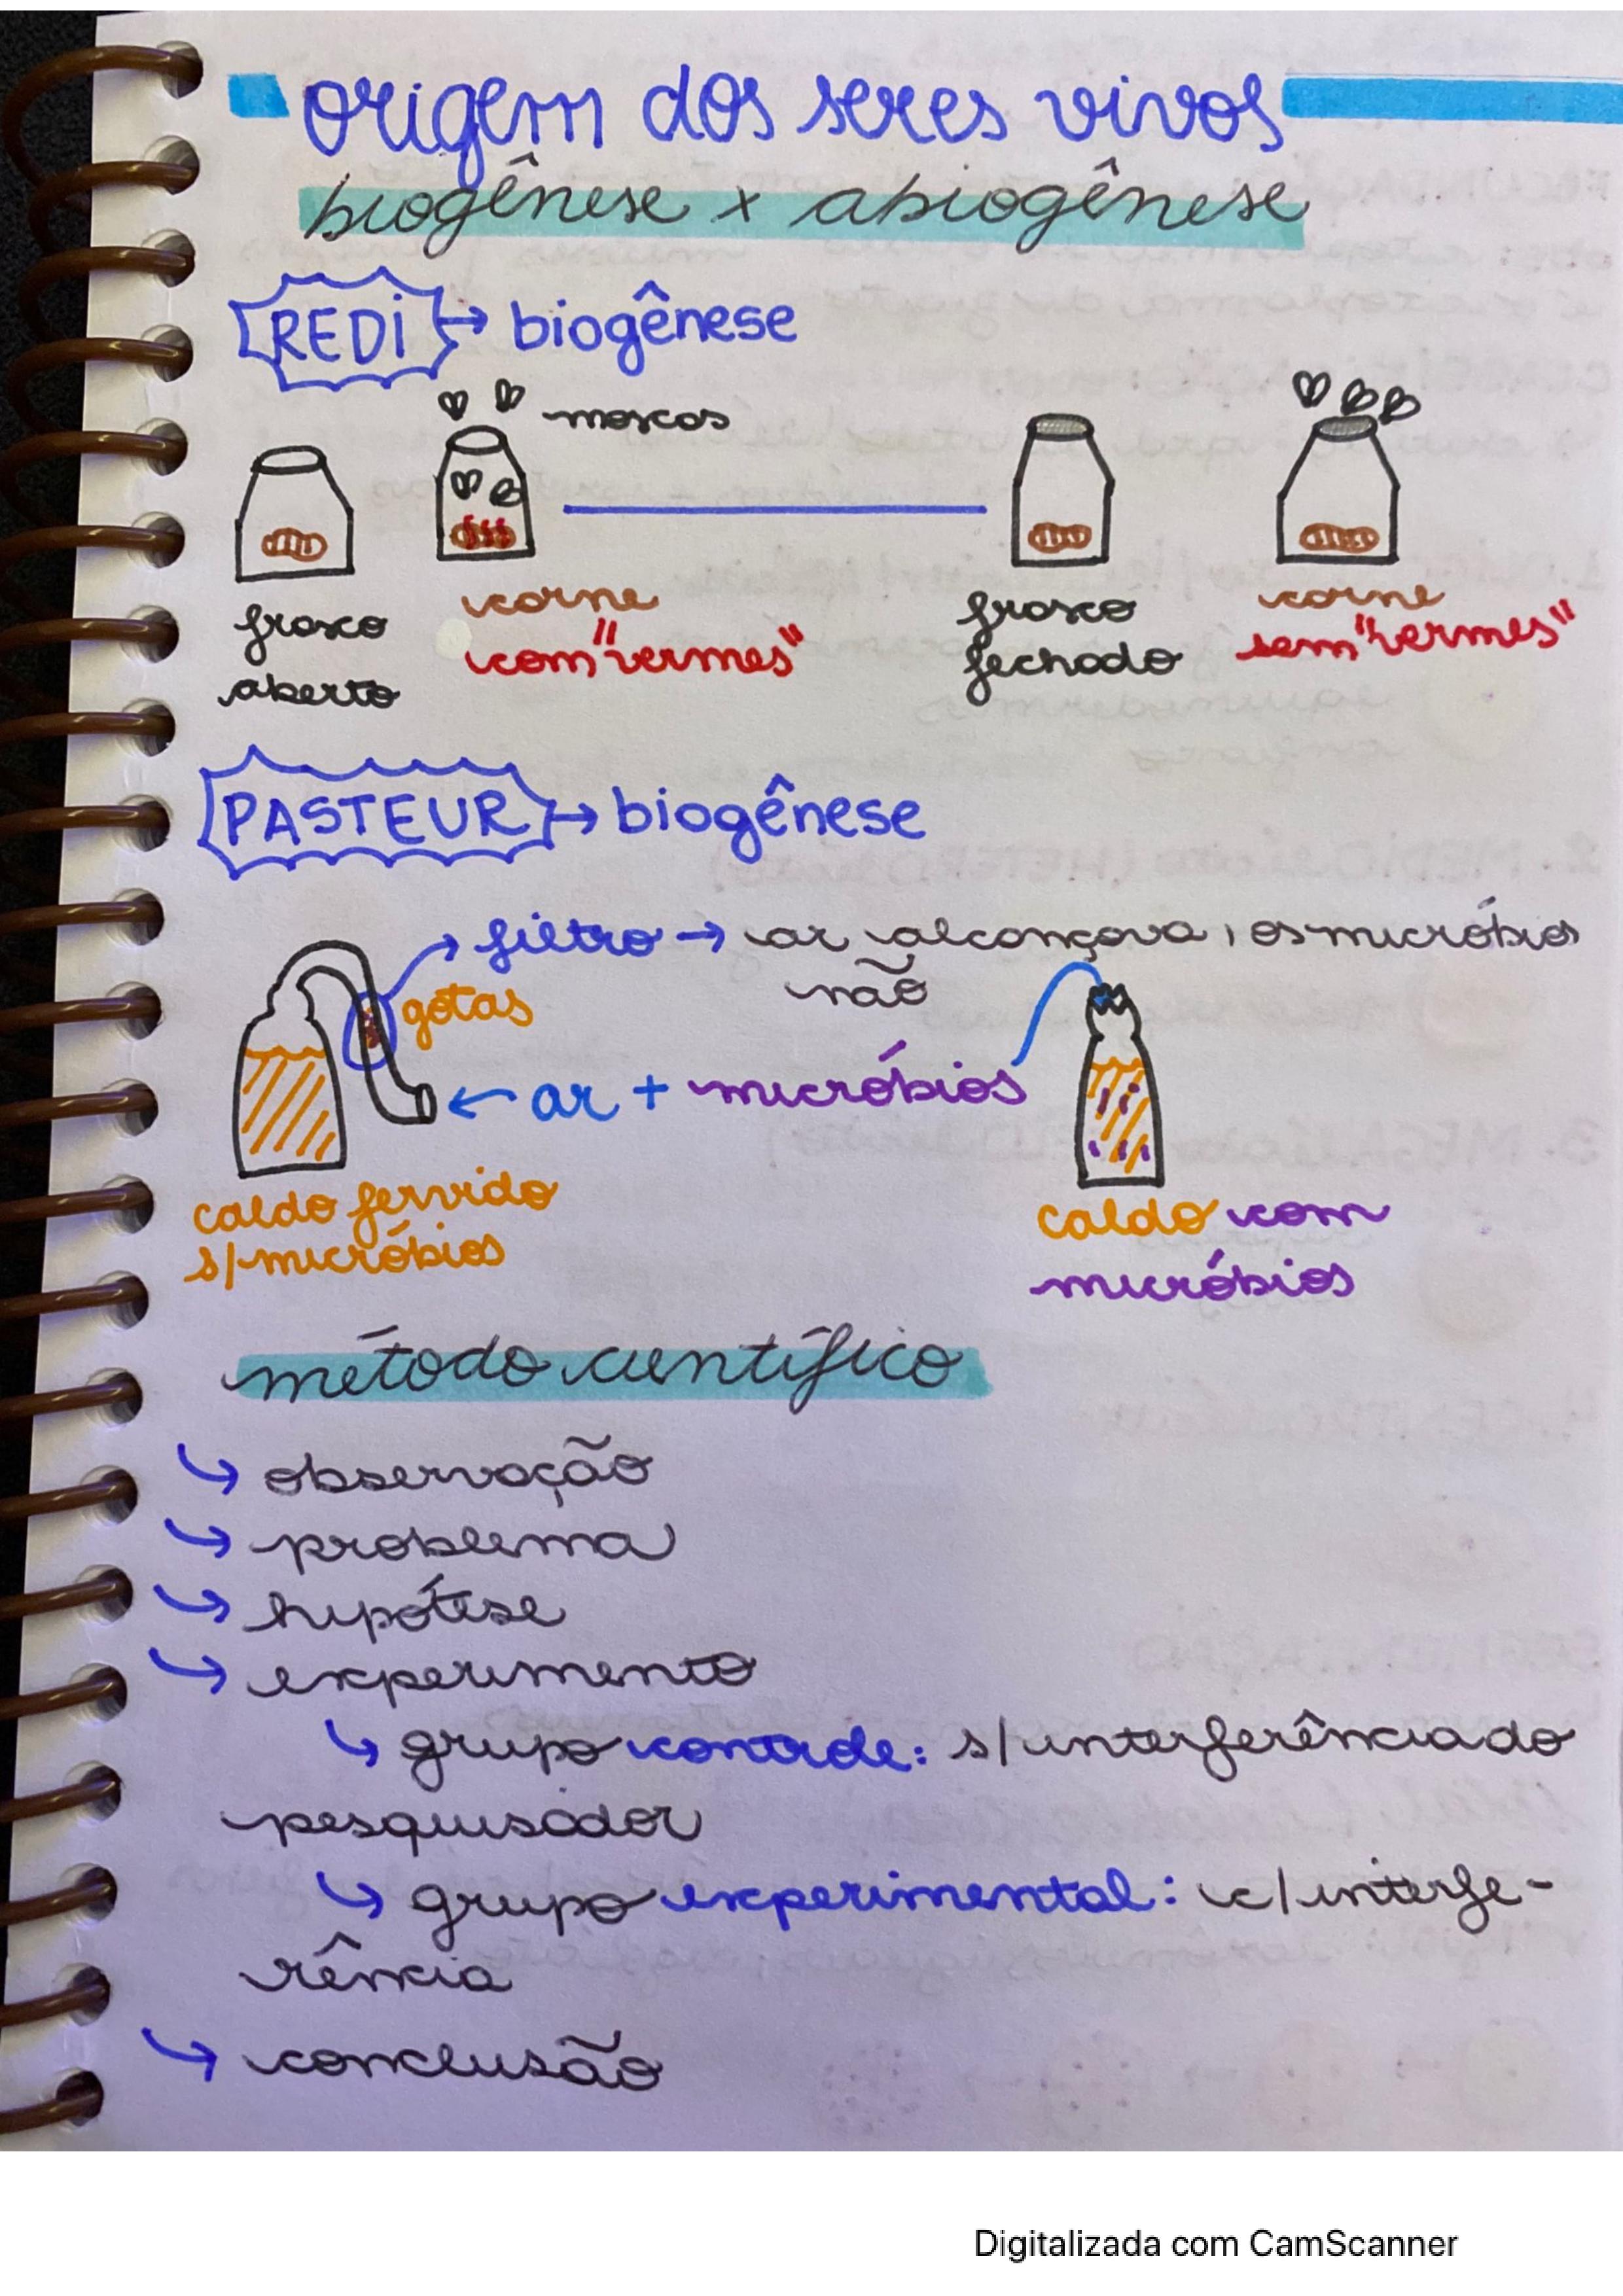 origem dos seres vivos
biogênese x abiogênese
REDI → biogênese
moscas
frasco
aberto
carne
com "vermes"
frasco
fechado
carne
sem "vermes"
PASTEUR → biogênese
filtro → ar alcançava, os micróbios
não
gotas
← ar + micróbios
caldo fervido
s/ micróbios
caldo com
micróbios
método científico
↳ observação
↳ problema
↳ hipótese
↳ experimento
↳ grupo controle: s/ interferência do
pesquisador
↳ grupo experimental: c/ interfe-
rência
↳ conclusão
Digitalizada com CamScanner